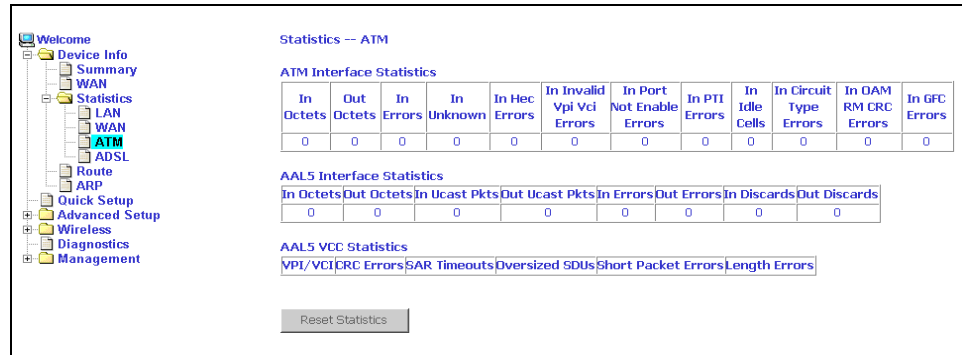 Welcome
Device Info
Summary
WAN
Statistics
LAN
WAN
ATM
ADSL
Route
ARP
Quick Setup
Advanced Setup
Wireless
Diagnostics
Management
Statistics -- ATM
ATM Interface Statistics
In Octets Out Octets In Errors In Unknown In Hec Errors In Invalid Vpi Vci Errors In Port Not Enable Errors In PTI Errors In Idle Cells In Circuit Type Errors In OAM RM CRC Errors In GFC Errors
0 0 0 0 0 0 0 0 0 0 0 0
AAL5 Interface Statistics
In Octets Out Octets In Ucast Pkts Out Ucast Pkts In Errors Out Errors In Discards Out Discards
0 0 0 0 0 0 0 0
AAL5 VCC Statistics
VPI/VCI CRC Errors SAR Timeouts Oversized SDUs Short Packet Errors Length Errors
Reset Statistics